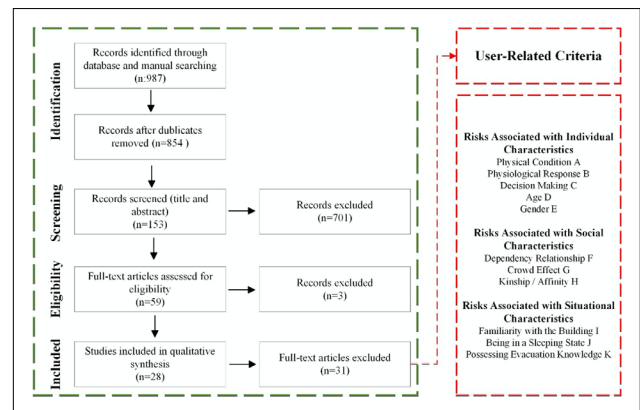 Identification
Records identified through
database and manual searching
(n:987)
Records after dublicates
removed (n=854 )
Screening
Records screened (title and
abstract)
(n=153)
Records excluded
(n=701)
Eligibility
Full-text articles assessed for
eligibility
(n=59)
Records excluded
(n=3)
Included
Studies included in qualitative
synthesis
(n=28)
Full-text articles excluded
(n=31)
User-Related Criteria
Risks Associated with Individual
Characteristics
Physical Condition A
Physiological Response B
Decision Making C
Age D
Gender E
Risks Associated with Social
Characteristics
Dependency Relationship F
Crowd Effect G
Kinship / Affinity H
Risks Associated with Situational
Characteristics
Familiarity with the Building I
Being in a Sleeping State J
Possessing Evacuation Knowledge K